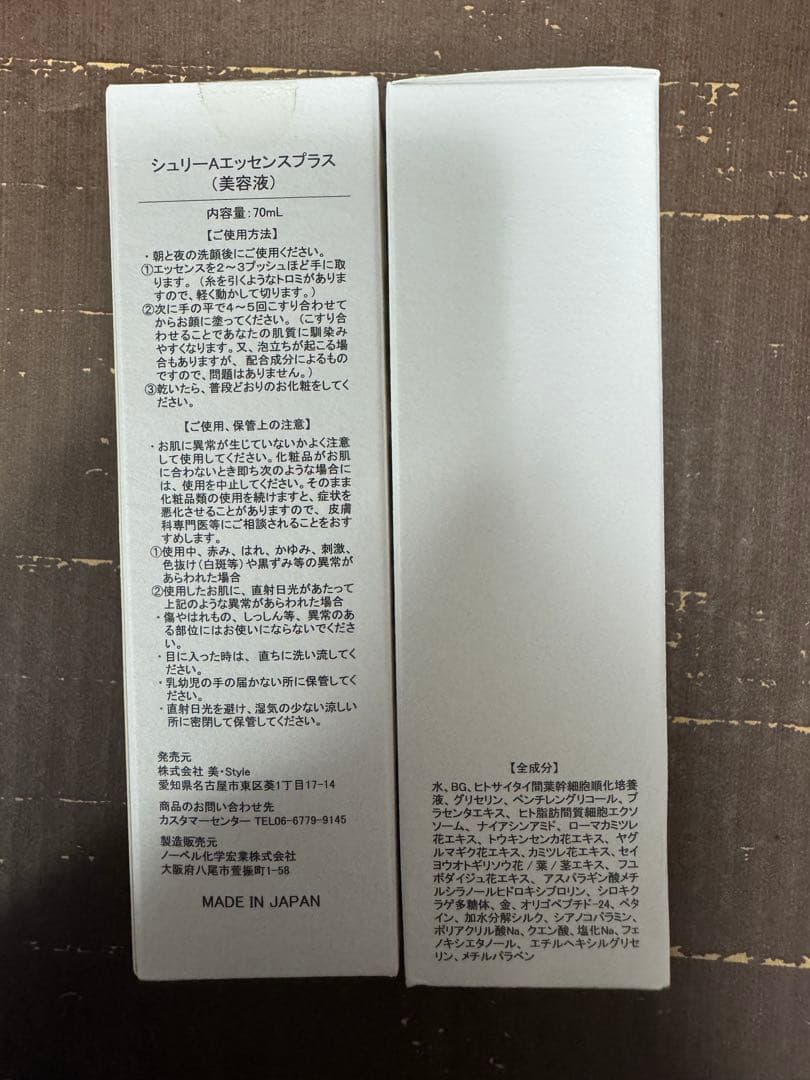 シュリーAエッセンスプラス
（美容液）
内容量：70mL
【ご使用方法】
・朝と夜の洗顔後にご使用ください。
①エッセンスを2～3プッシュほど手に取
ります。（糸を引くようなトロミがありま
すので、軽く動かして切ります。）
②次に手の平で4～5回こすり合わせて
からお顔に塗ってください。（こすり合
わせることであなたの肌質に馴染み
やすくなります。又、泡立ちが起こる場
合もありますが、配合成分によるもの
ですので、問題はありません。）
③乾いたら、普段どおりのお化粧をしてく
ださい。
【ご使用、保管上の注意】
・お肌に異常が生じていないかよく注意
して使用してください。化粧品がお肌
に合わないとき即ち次のような場合に
は、使用を中止してください。そのまま
化粧品類の使用を続けますと、症状を
悪化させることがありますので、皮膚
科専門医等にご相談されることをおす
すめします。
①使用中、赤み、はれ、かゆみ、刺激、
色抜け（白斑等）や黒ずみ等の異常が
あらわれた場合
②使用したお肌に、直射日光があたって
上記のような異常があらわれた場合
・傷やはれもの、しっしん等、異常のあ
る部位にはお使いにならないでくださ
い。
・目に入った時は、直ちに洗い流してく
ださい。
・乳幼児の手の届かない所に保管してく
ださい。
・直射日光を避け、湿気の少ない涼しい
所に密閉して保管してください。
発売元
株式会社 美・Style
愛知県名古屋市東区葵1丁目17-14
商品のお問い合わせ先
カスタマーセンター TEL06-6779-9145
製造販売元
ノーベル化学宏業株式会社
大阪府八尾市萱振町1-58
MADE IN JAPAN
【全成分】
水、BG、ヒトサイタイ間葉幹細胞順化培養
液、グリセリン、ペンチレングリコール、プ
ラセンタエキス、ヒト脂肪間質細胞エクソ
ソーム、ナイアシンアミド、ローマカミツレ
花エキス、トウキンセンカ花エキス、ヤグ
ルマギク花エキス、カミツレ花エキス、セイ
ヨウオトギリソウ花/葉/茎エキス、フユ
ボダイジュ花エキス、アスパラギン酸メチ
ルシラノールヒドロキシプロリン、シロキク
ラゲ多糖体、金、オリゴペプチド-24、ベタ
イン、加水分解シルク、シアノコバラミン、
ポリアクリル酸Na、クエン酸、塩化Na、フェ
ノキシエタノール、エチルヘキシルグリセ
リン、メチルパラベン